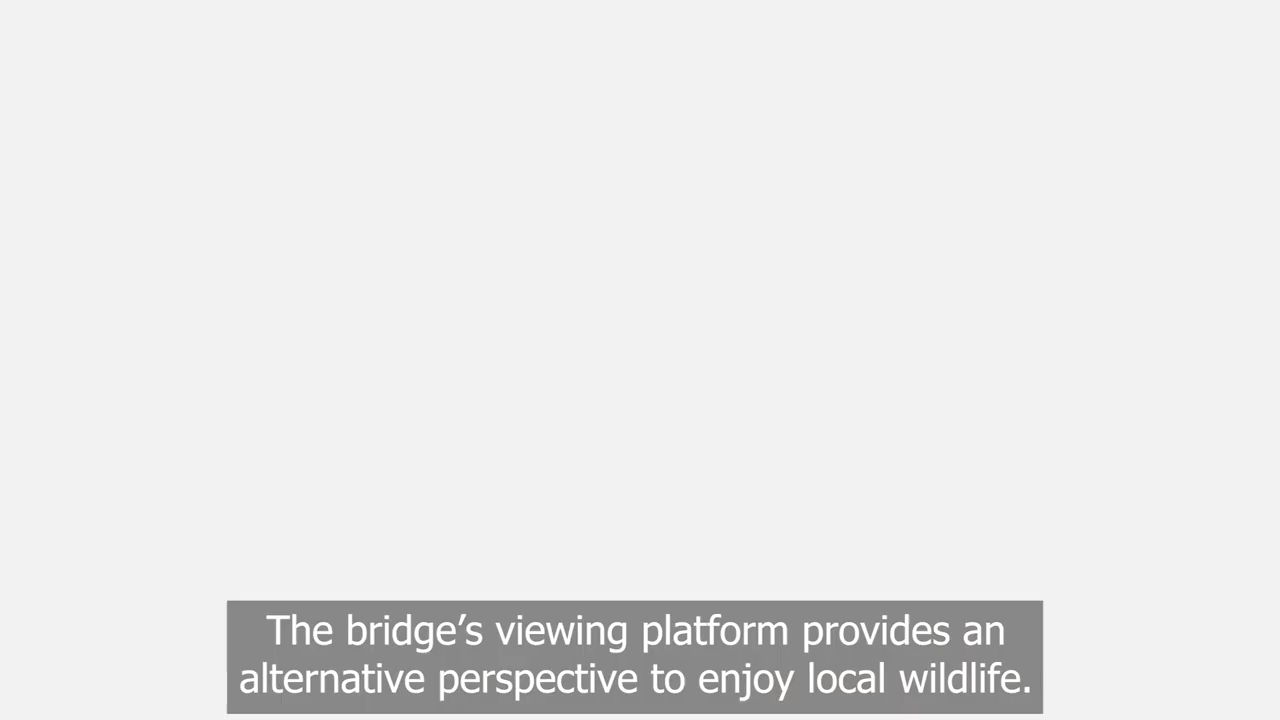 The bridge’s viewing platform provides an
alternative perspective to enjoy local wildlife.